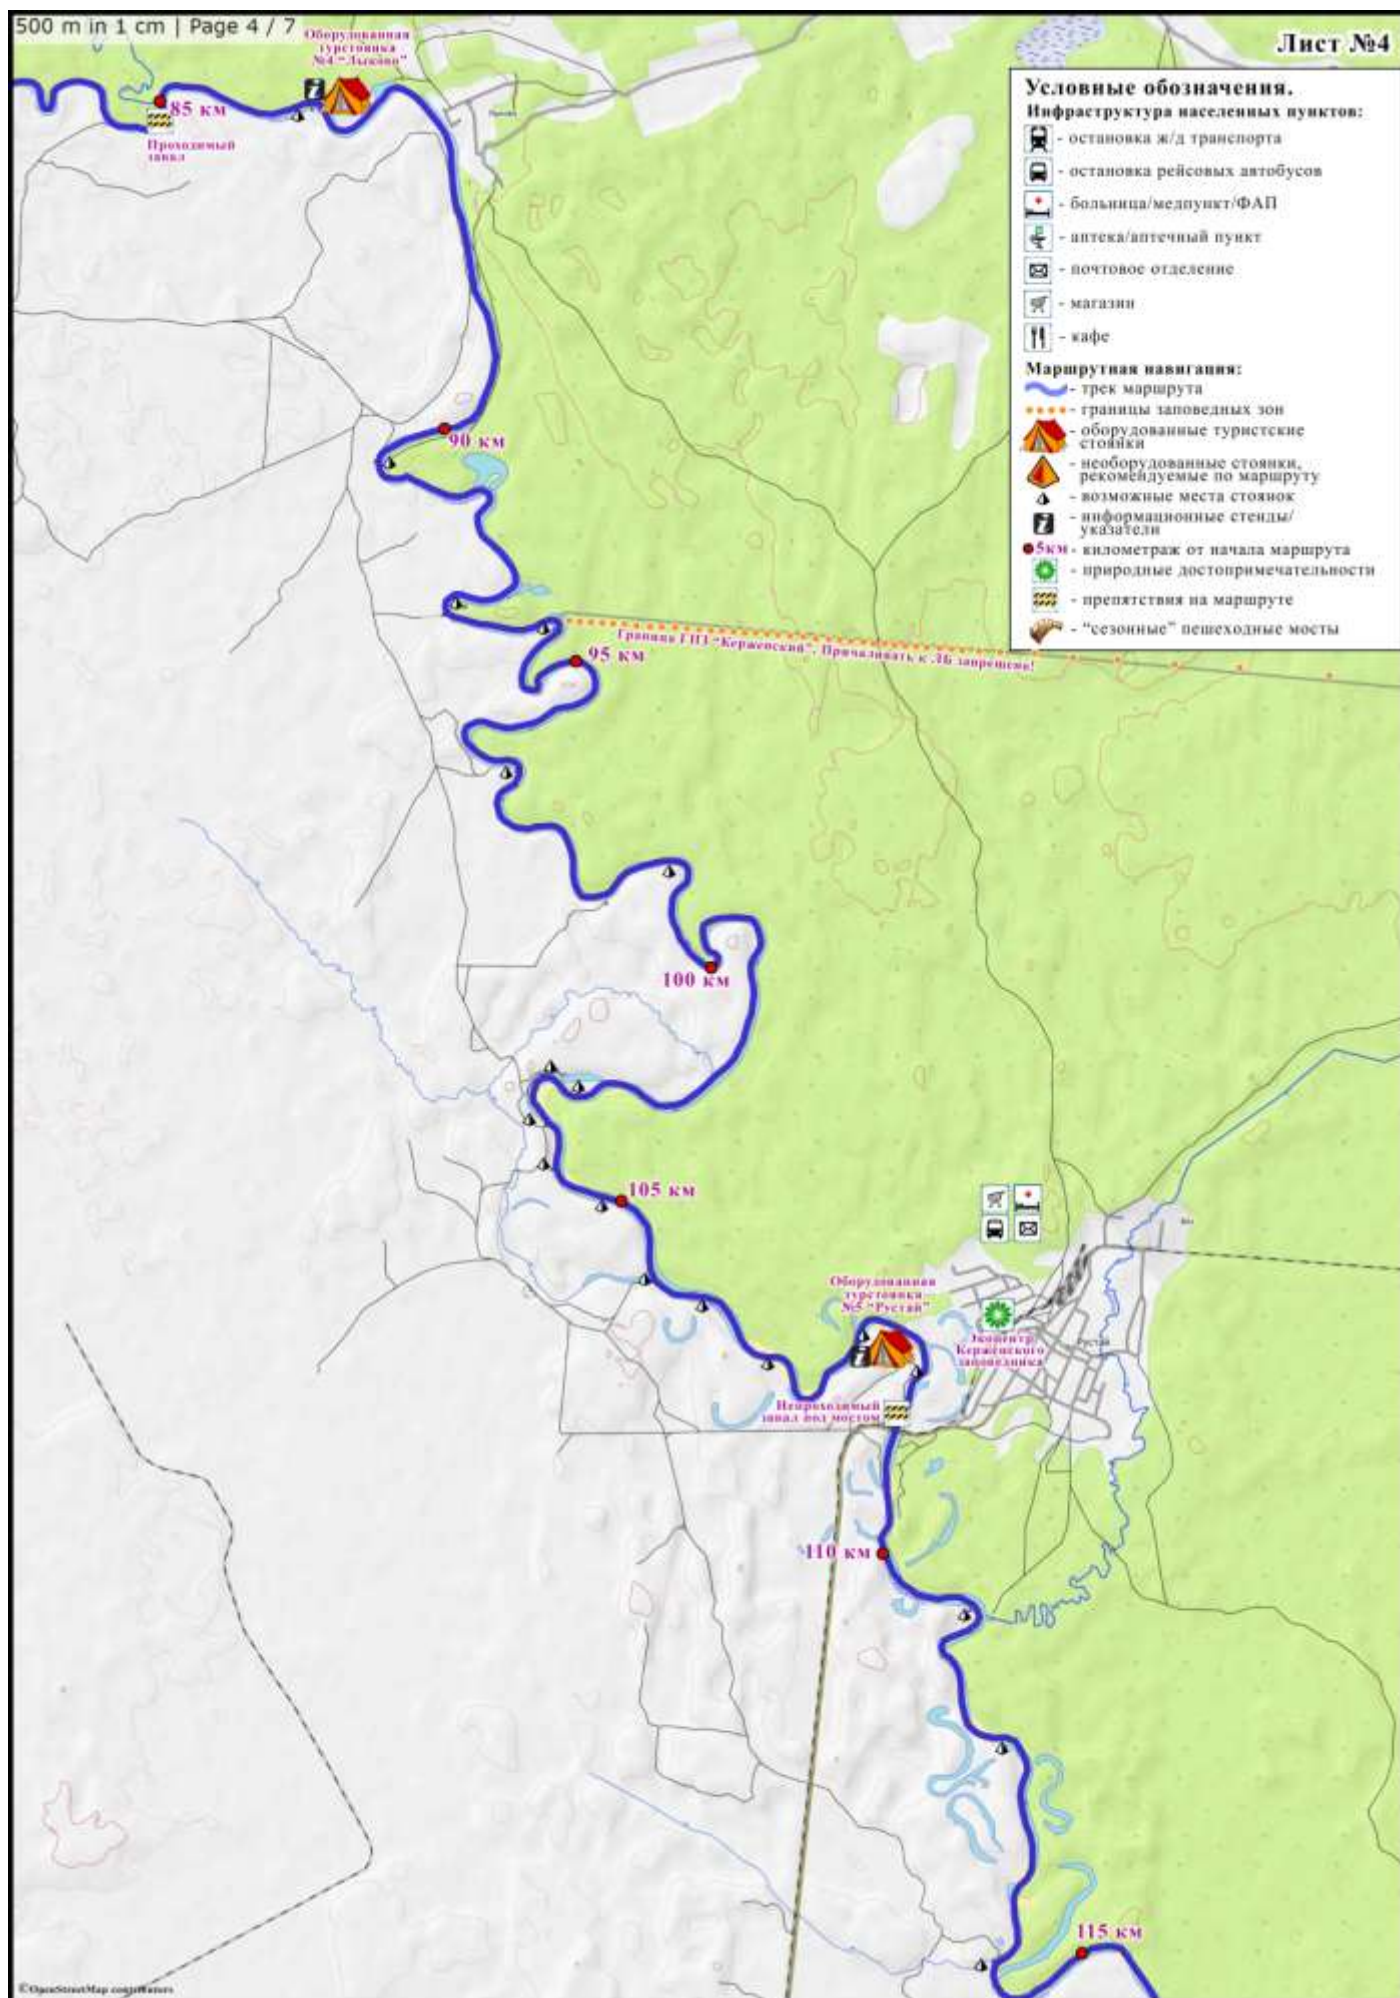 500 m in 1 cm | Page 4 / 7
Лист №4
Оборудованная
турстоянка
№4 "Лыково"
85 км
Проходимый
завал
Условные обозначения.
Инфраструктура населенных пунктов:
- остановка ж/д транспорта
- остановка рейсовых автобусов
- больница/медпункт/ФАП
- аптека/аптечный пункт
- почтовое отделение
- магазин
- кафе
Маршрутная навигация:
- трек маршрута
- границы заповедных зон
- оборудованные туристские
стоянки
- необорудованные стоянки,
рекомендуемые по маршруту
- возможные места стоянок
- информационные стенды/
указатели
5км - километраж от начала маршрута
- природные достопримечательности
- препятствия на маршруте
- "сезонные" пешеходные мосты
90 км
Граница ГПЗ "Керженский". Причаливать к ЛБ запрещено!
95 км
100 км
105 км
Оборудованная
турстоянка
№5 "Рустай"
Экоцентр
Керженского
заповедника
Рустай
Непроходимый
завал под мостом
110 км
115 км
©OpenStreetMap contributors